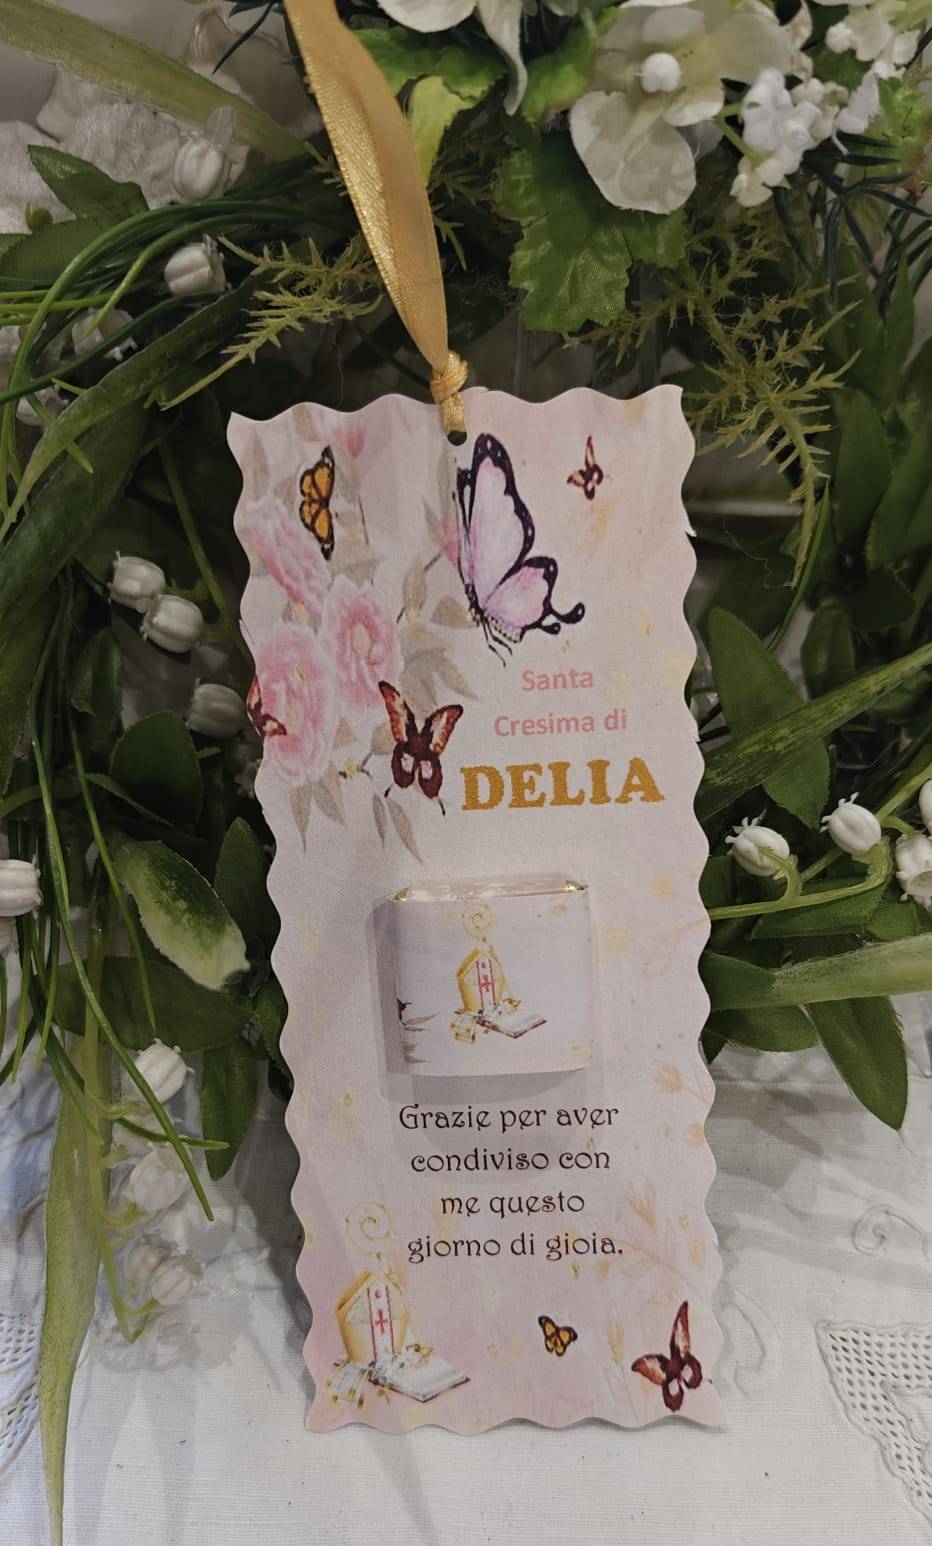 Santa
Cresima di
DELIA
Grazie per aver
condiviso con
me questo
giorno di gioia.